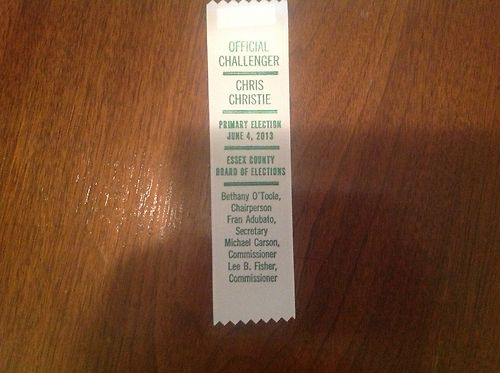 OFFICIAL
CHALLENGER
CHRIS
CHRISTIE
PRIMARY ELECTION
JUNE 4, 2013
ESSEX COUNTY
BOARD OF ELECTIONS
Bethany O'Toole,
Chairperson
Fran Adubato,
Secretary
Michael Carson,
Commissioner
Lee B. Fisher,
Commissioner